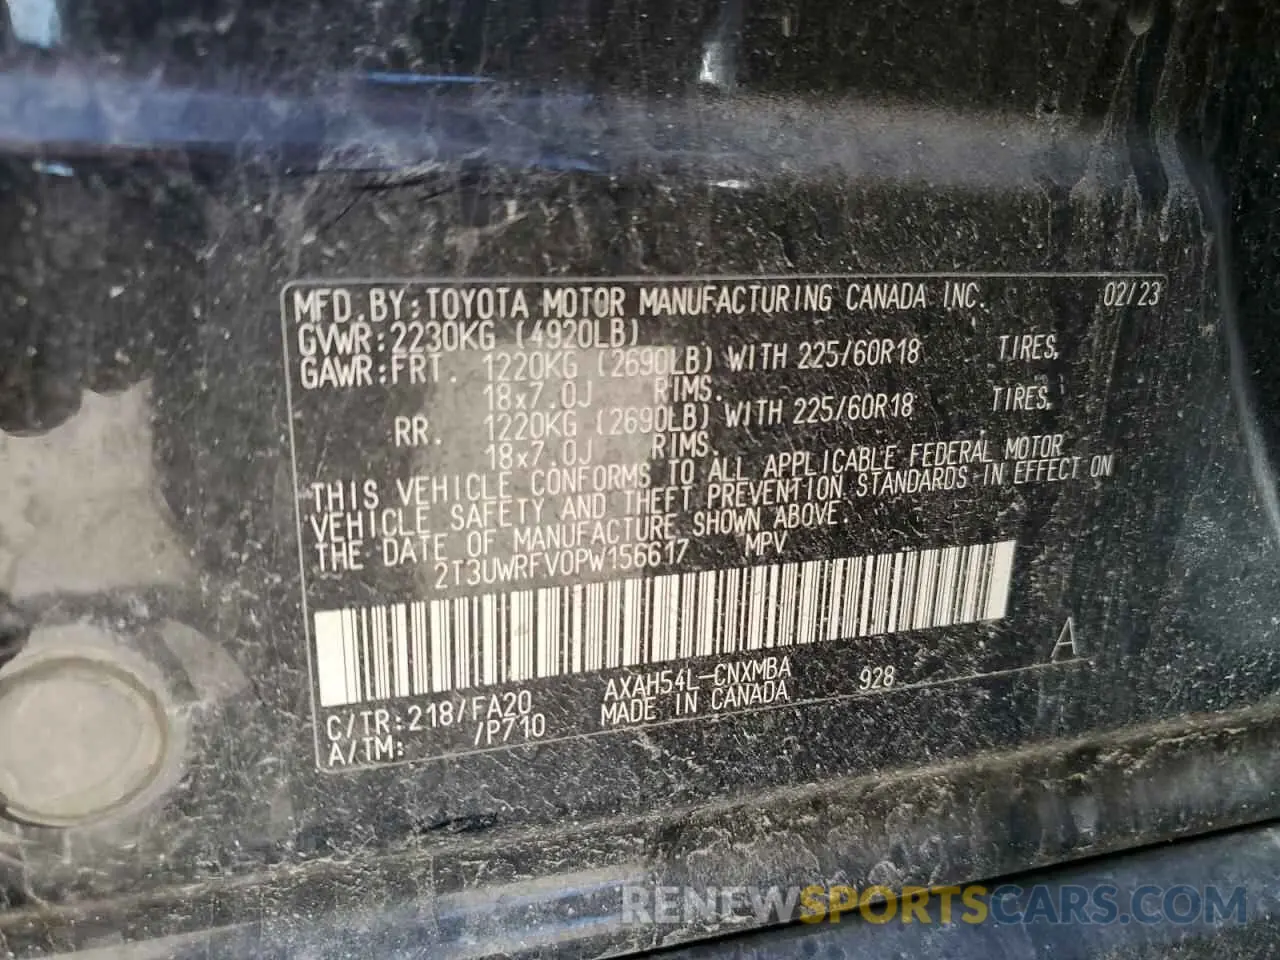 MFD.BY:TOYOTA MOTOR MANUFACTURING CANADA INC. 02/23
GVWR:2230KG (4920LB)
GAWR:FRT. 1220KG (2690LB) WITH 225/60R18 TIRES,
18x7.0J RIMS.
RR. 1220KG (2690LB) WITH 225/60R18 TIRES,
18x7.0J RIMS.
THIS VEHICLE CONFORMS TO ALL APPLICABLE FEDERAL MOTOR
VEHICLE SAFETY AND THEFT PREVENTION STANDARDS IN EFFECT ON
THE DATE OF MANUFACTURE SHOWN ABOVE.
2T3UWRFV0PW156617 MPV
A
C/TR:218/FA20 AXAH54L-CNXMBA 928
A/TM: /P710 MADE IN CANADA
RENEWSPORTSCARS.COM